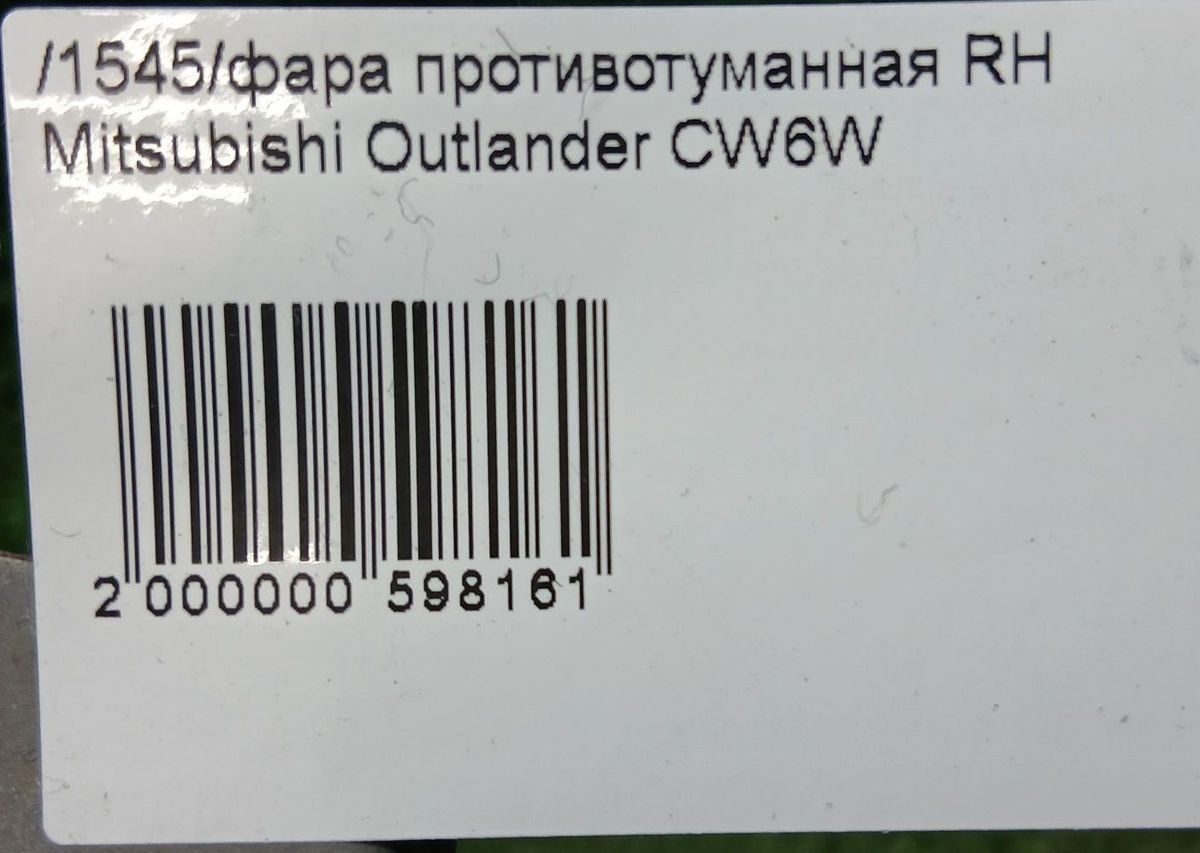 /1545/фара противотуманная RH
Mitsubishi Outlander CW6W
2 000000 598161